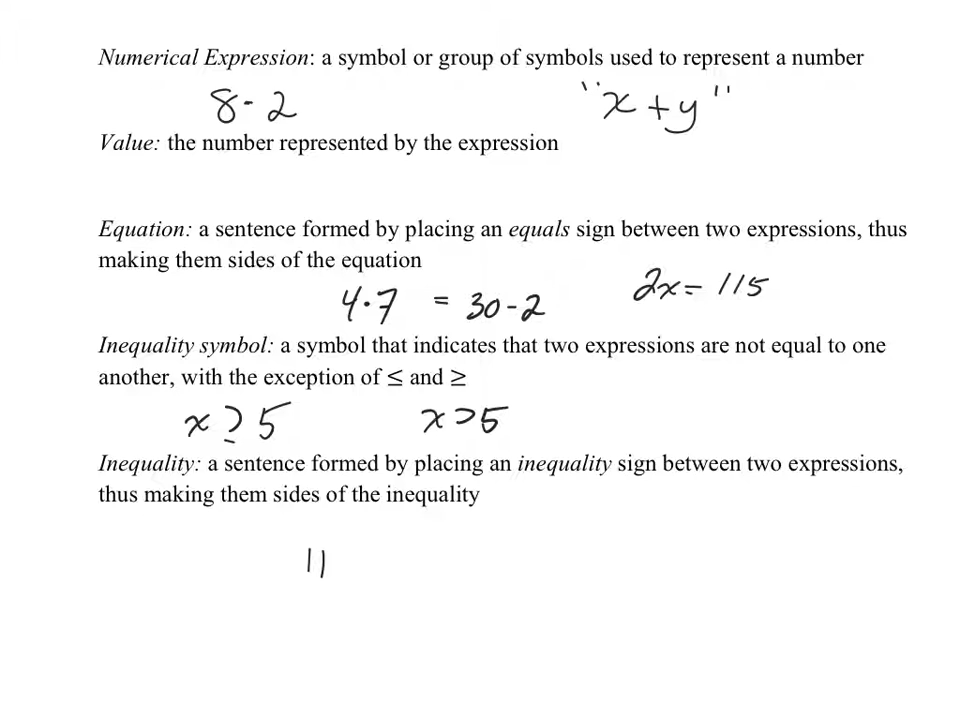 Numerical Expression: a symbol or group of symbols used to represent a number
8-2 "x+y"
Value: the number represented by the expression
Equation: a sentence formed by placing an equals sign between two expressions, thus
making them sides of the equation
4·7 = 30-2 2x= 115
Inequality symbol: a symbol that indicates that two expressions are not equal to one
another, with the exception of ≤ and ≥
x ≥ 5 x>5
Inequality: a sentence formed by placing an inequality sign between two expressions,
thus making them sides of the inequality
11